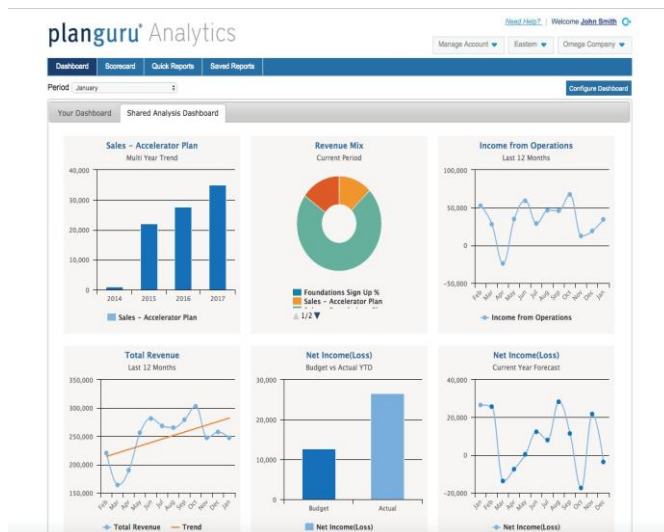 Need Help? | Welcome John Smith
planguru Analytics
Manage Account Eastern Omega Company
Dashboard Scorecard Quick Reports Saved Reports
Period January Configure Dashboard
Your Dashboard Shared Analysis Dashboard
Sales - Accelerator Plan
Multi Year Trend
40,000
30,000
20,000
10,000
0
2014 2015 2016 2017
Sales - Accelerator Plan
Revenue Mix
Current Period
Foundations Sign Up %
Sales - Accelerator Plan
1/2
Income from Operations
Last 12 Months
100,000
50,000
0
-50,000
Feb Mar Apr May Jun Jul Aug Sep Oct Nov Dec Jan
Income from Operations
Total Revenue
Last 12 Months
350,000
300,000
250,000
200,000
150,000
Feb Mar Apr May Jun Jul Aug Sep Oct Nov Dec Jan
Total Revenue Trend
Net Income(Loss)
Budget vs Actual YTD
30,000
20,000
10,000
0
Budget Actual
Net Income(Loss)
Net Income(Loss)
Current Year Forecast
40,000
20,000
0
-20,000
Jan Feb Mar Apr May Jun Jul Aug Sep Oct Nov Dec
Net Income(Loss)